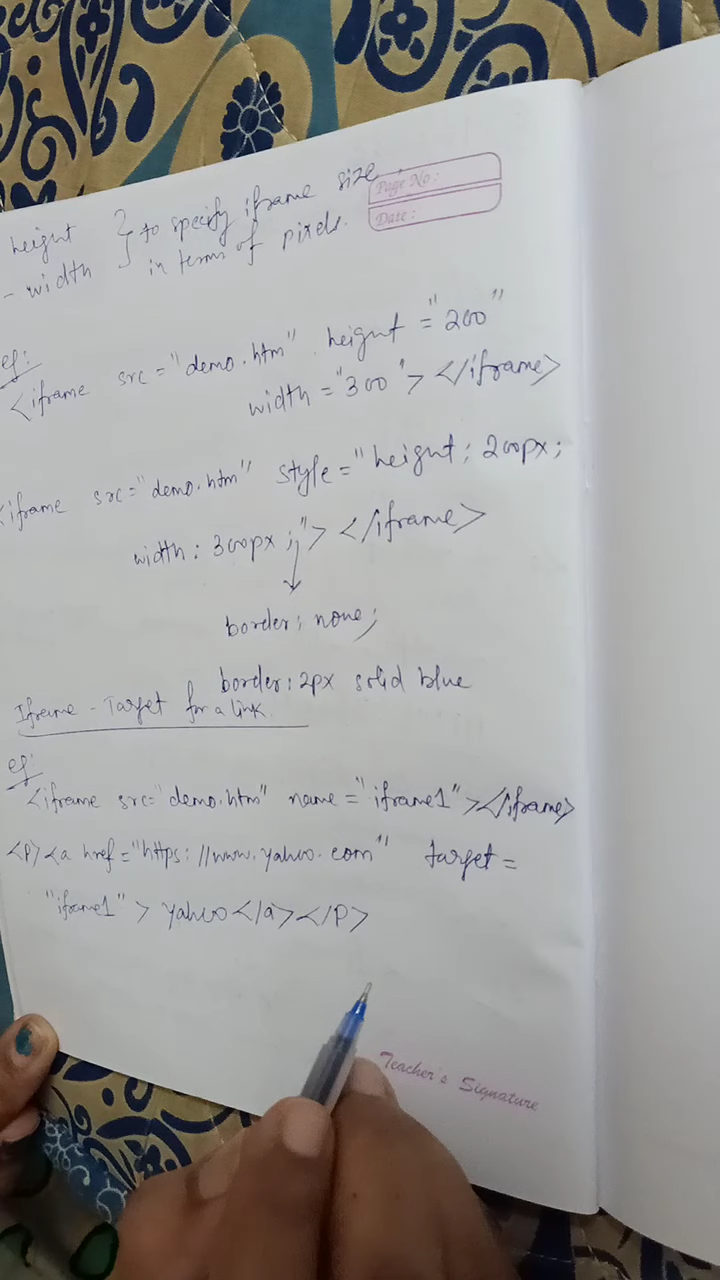 Page No :
Date :
height } to specify iframe size
- width } in terms of pixels.
eg:
<iframe src="demo.htm" height="200"
width="300"></iframe>
<iframe src="demo.htm" style="height: 200px;
width: 300px;"></iframe>
border: none;
border: 2px solid blue
Iframe - Target for a link
eg:
<iframe src="demo.htm" name="iframe1"></iframe>
<p><a href="https://www.yahoo.com" target=
"iframe1">yahoo</a></p>
Teacher's Signature